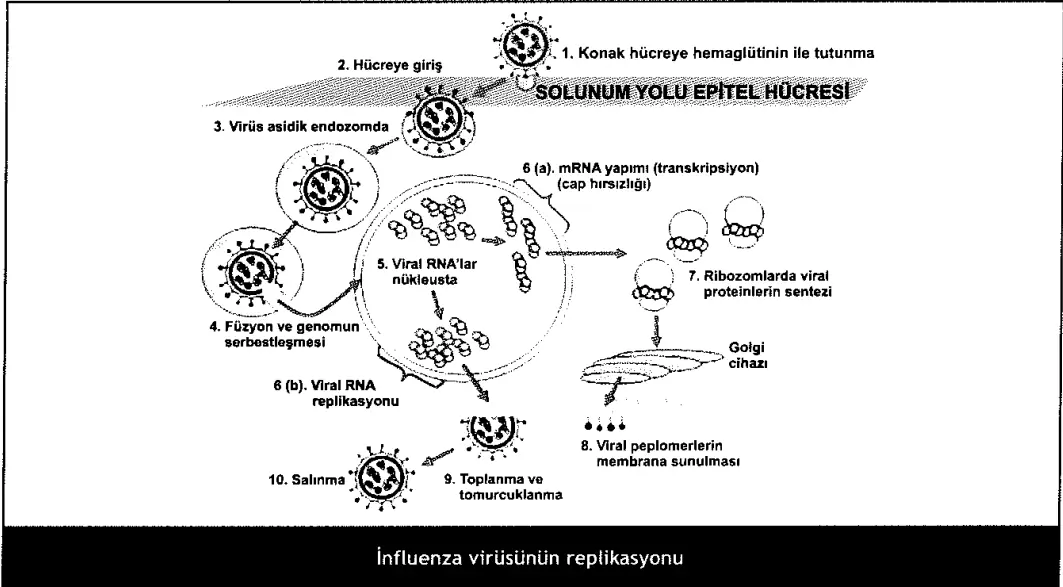 1. Konak hücreye hemaglütinin ile tutunma
2. Hücreye giriş
SOLUNUM YOLU EPİTEL HÜCRESİ
3. Virüs asidik endozomda
6 (a). mRNA yapımı (transkripsiyon)
(cap hırsızlığı)
5. Viral RNA'lar
nükleusta
7. Ribozomlarda viral
proteinlerin sentezi
4. Füzyon ve genomun
serbestleşmesi
Golgi
cihazı
6 (b). Viral RNA
replikasyonu
8. Viral peplomerlerin
membrana sunulması
10. Salınma
9. Toplanma ve
tomurcuklanma
İnfluenza virüsünün replikasyonu